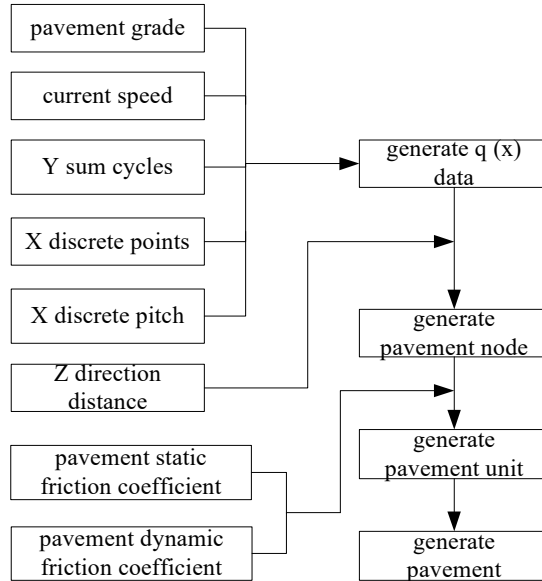 pavement grade
current speed
Y sum cycles
X discrete points
X discrete pitch
Z direction
distance
pavement static
friction coefficient
pavement dynamic
friction coefficient
generate q (x)
data
generate
pavement node
generate
pavement unit
generate
pavement